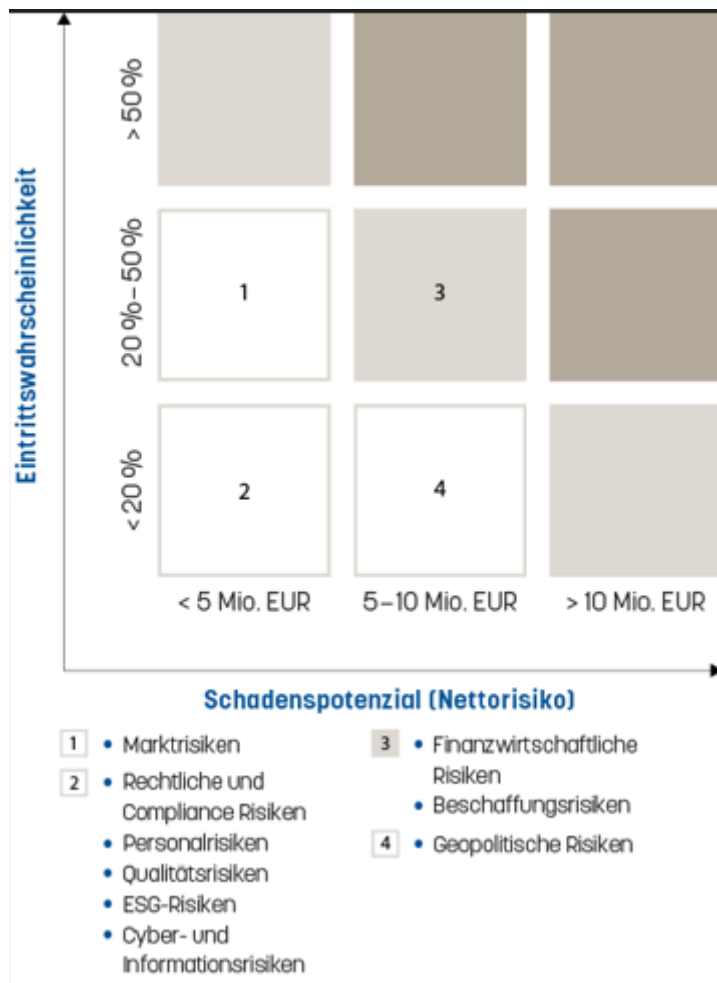 Eintrittswahrscheinlichkeit
> 50 %
20 %– 50 %
1
3
< 20 %
2
4
< 5 Mio. EUR
5–10 Mio. EUR
> 10 Mio. EUR
Schadenspotenzial (Nettorisiko)
1 • Marktrisiken
2 • Rechtliche und
Compliance Risiken
• Personalrisiken
• Qualitätsrisiken
• ESG-Risiken
• Cyber- und
Informationsrisiken
3 • Finanzwirtschaftliche
Risiken
• Beschaffungsrisiken
4 • Geopolitische Risiken